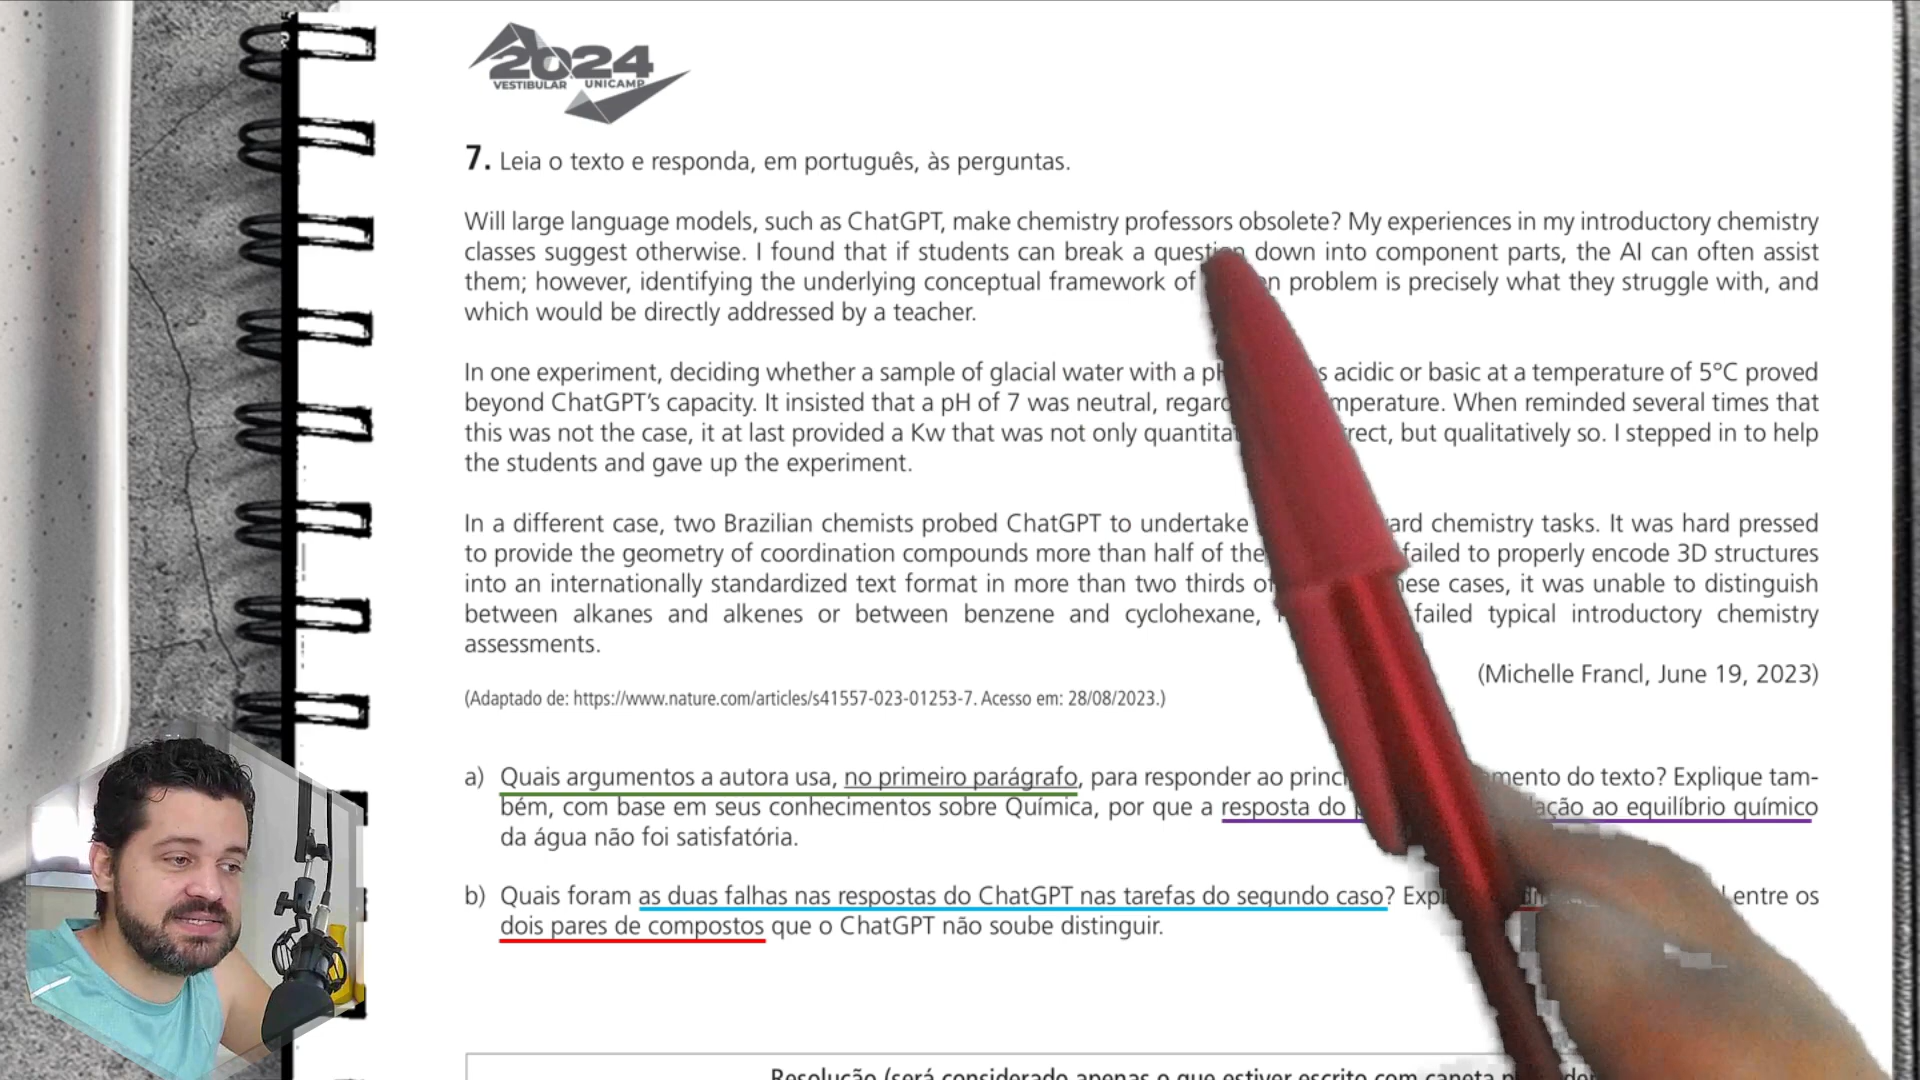 2024
VESTIBULAR UNICAMP
7. Leia o texto e responda, em português, às perguntas.
Will large language models, such as ChatGPT, make chemistry professors obsolete? My experiences in my introductory chemistry
classes suggest otherwise. I found that if students can break a question down into component parts, the AI can often assist
them; however, identifying the underlying conceptual framework of problem is precisely what they struggle with, and
which would be directly addressed by a teacher.
In one experiment, deciding whether a sample of glacial water with a acidic or basic at a temperature of 5°C proved
beyond ChatGPT's capacity. It insisted that a pH of 7 was neutral, When reminded several times that
this was not the case, it at last provided a Kw that was not only but qualitatively so. I stepped in to help
the students and gave up the experiment.
In a different case, two Brazilian chemists probed ChatGPT to undertake chemistry tasks. It was hard pressed
to provide the geometry of coordination compounds more than half of the failed to properly encode 3D structures
into an internationally standardized text format in more than two thirds cases, it was unable to distinguish
between alkanes and alkenes or between benzene and cyclohexane, failed typical introductory chemistry
assessments.
(Michelle Francl, June 19, 2023)
(Adaptado de: https://www.nature.com/articles/s41557-023-01253-7. Acesso em: 28/08/2023.)
a) Quais argumentos a autora usa, no primeiro parágrafo, para responder ao do texto? Explique tam-
bém, com base em seus conhecimentos sobre Química, por que a resposta do ao equilíbrio químico
da água não foi satisfatória.
b) Quais foram as duas falhas nas respostas do ChatGPT nas tarefas do segundo caso? entre os
dois pares de compostos que o ChatGPT não soube distinguir.
Resolução (será considerado apenas o que estiver escrito com caneta